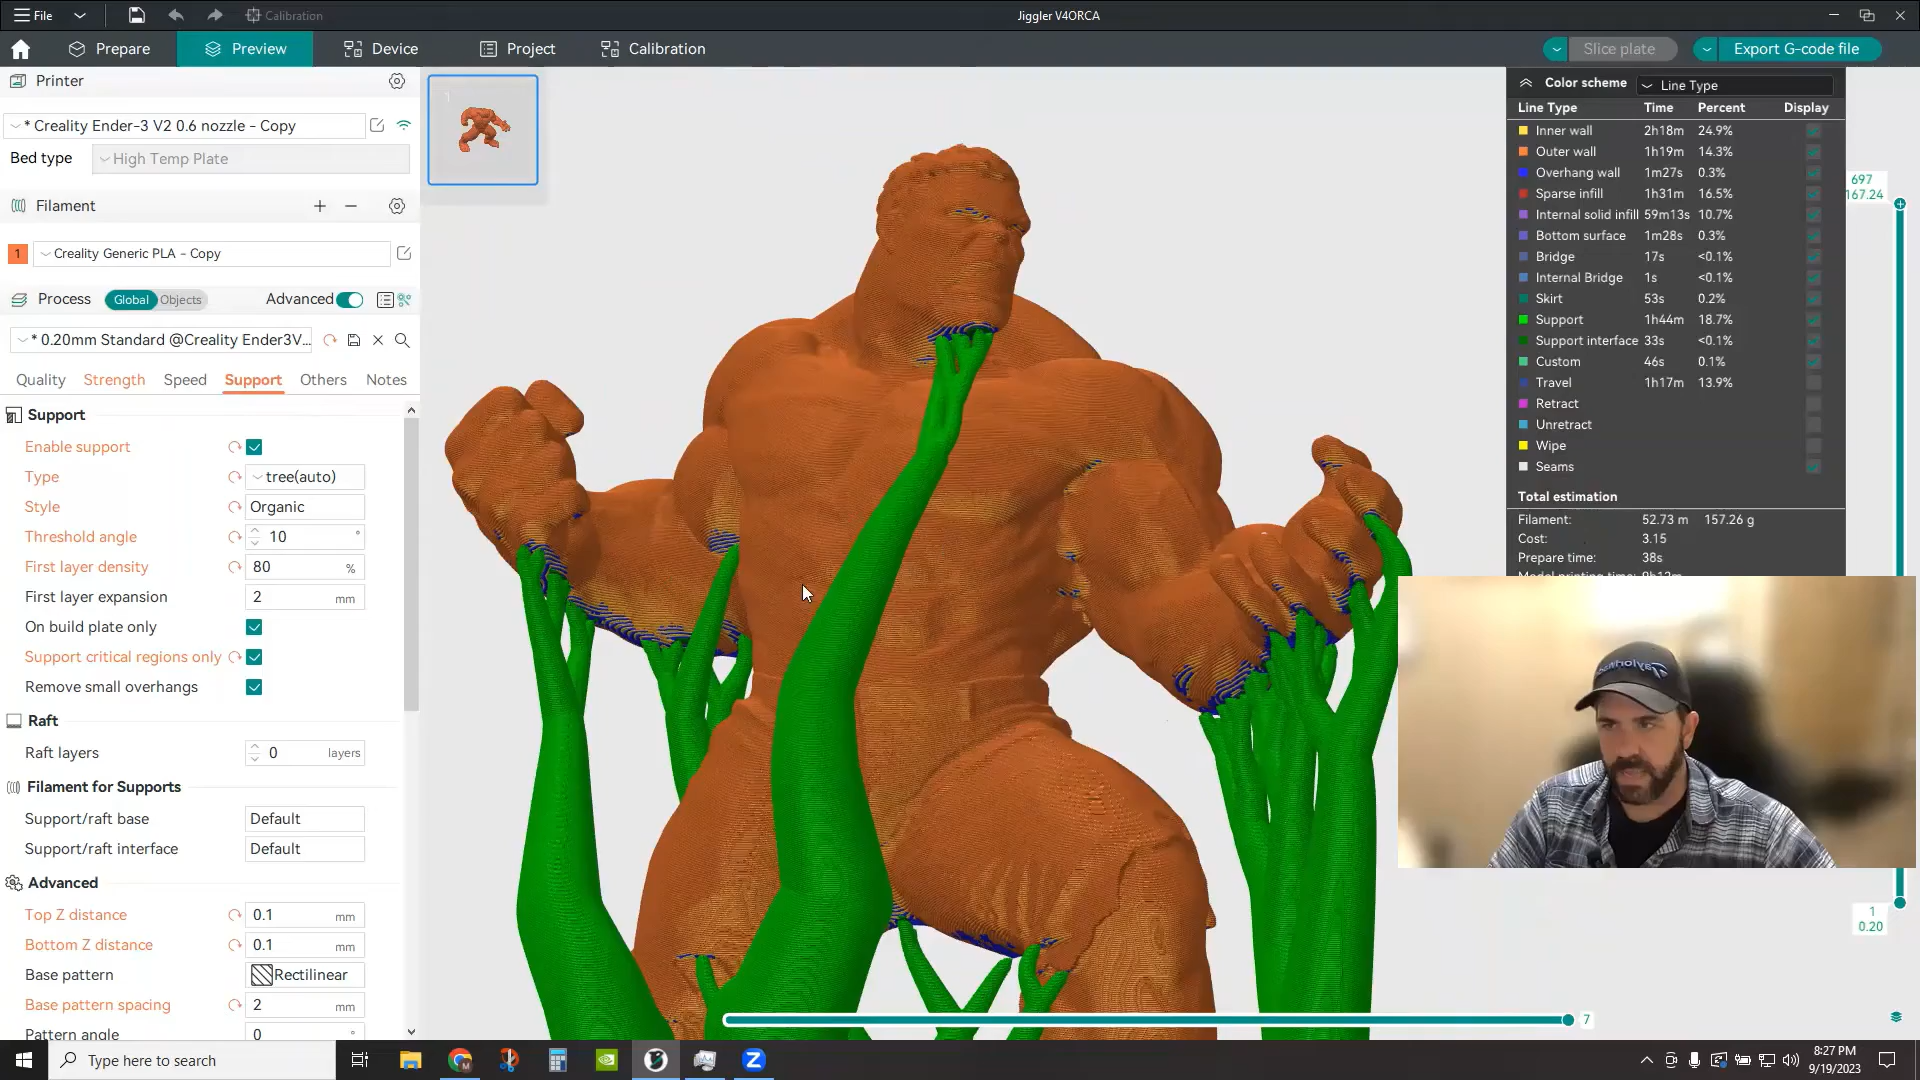 File
Calibration
Jiggler V4ORCA
Prepare
Preview
Device
Project
Calibration
Slice plate
Export G-code file
Printer
* Creality Ender-3 V2 0.6 nozzle - Copy
Bed type
High Temp Plate
Filament
1
Creality Generic PLA - Copy
Process
Global
Objects
Advanced
* 0.20mm Standard @Creality Ender3V...
Quality
Strength
Speed
Support
Others
Notes
Support
Enable support
Type
tree(auto)
Style
Organic
Threshold angle
10 °
First layer density
80 %
First layer expansion
2 mm
On build plate only
Support critical regions only
Remove small overhangs
Raft
Raft layers
0 layers
Filament for Supports
Support/raft base
Default
Support/raft interface
Default
Advanced
Top Z distance
0.1 mm
Bottom Z distance
0.1 mm
Base pattern
Rectilinear
Base pattern spacing
2 mm
Pattern angle
0 °
Color scheme
Line Type
Line Type Time Percent Display
Inner wall 2h18m 24.9%
Outer wall 1h19m 14.3%
Overhang wall 1m27s 0.3%
Sparse infill 1h31m 16.5%
Internal solid infill 59m13s 10.7%
Bottom surface 1m28s 0.3%
Bridge 17s <0.1%
Internal Bridge 1s <0.1%
Skirt 53s 0.2%
Support 1h44m 18.7%
Support interface 33s <0.1%
Custom 46s 0.1%
Travel 1h17m 13.9%
Retract
Unretract
Wipe
Seams
Total estimation
Filament: 52.73 m 157.26 g
Cost: 3.15
Prepare time: 38s
697
167.24
1
0.20
7
Type here to search
8:27 PM
9/19/2023